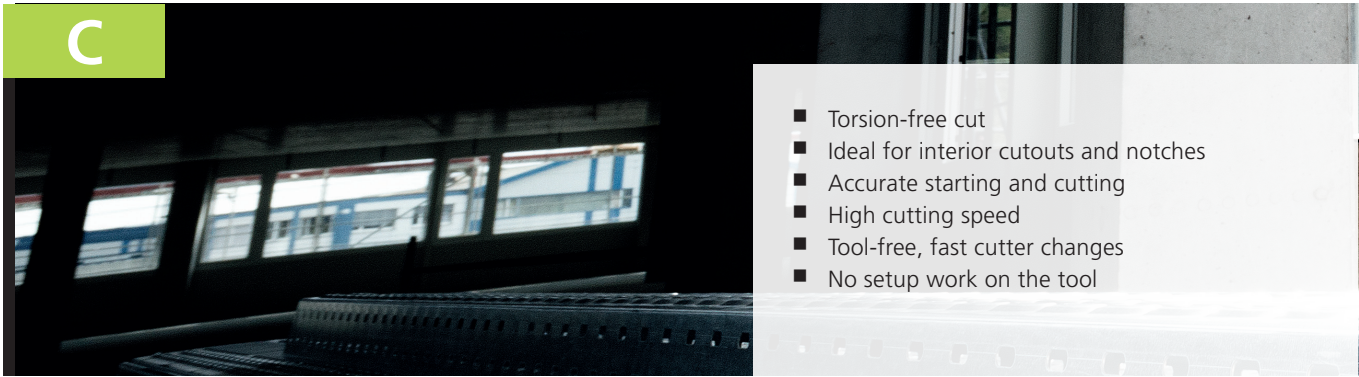 C
■ Torsion-free cut
■ Ideal for interior cutouts and notches
■ Accurate starting and cutting
■ High cutting speed
■ Tool-free, fast cutter changes
■ No setup work on the tool